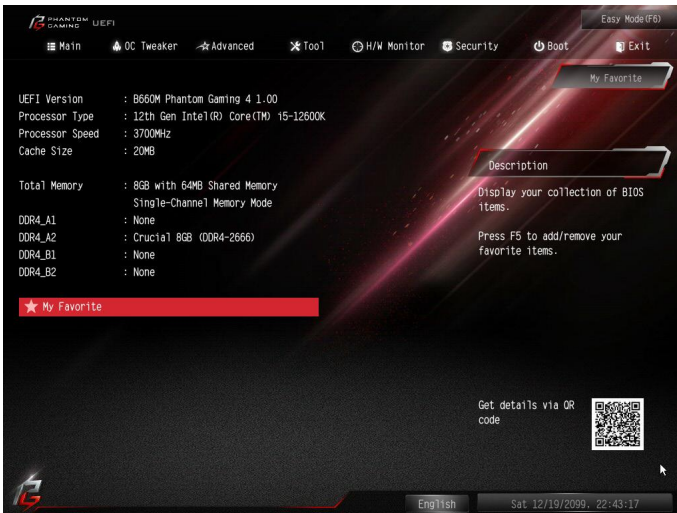 PHANTOM GAMING UEFI
Easy Mode(F6)
Main OC Tweaker Advanced Tool H/W Monitor Security Boot Exit
My Favorite
UEFI Version : B660M Phantom Gaming 4 1.00
Processor Type : 12th Gen Intel(R) Core(TM) i5-12600K
Processor Speed : 3700MHz
Cache Size : 20MB
Total Memory : 8GB with 64MB Shared Memory
Single-Channel Memory Mode
DDR4_A1 : None
DDR4_A2 : Crucial 8GB (DDR4-2666)
DDR4_B1 : None
DDR4_B2 : None
My Favorite
Description
Display your collection of BIOS
items.
Press F5 to add/remove your
favorite items.
Get details via QR
code
English
Sat 12/19/2099, 22:43:17